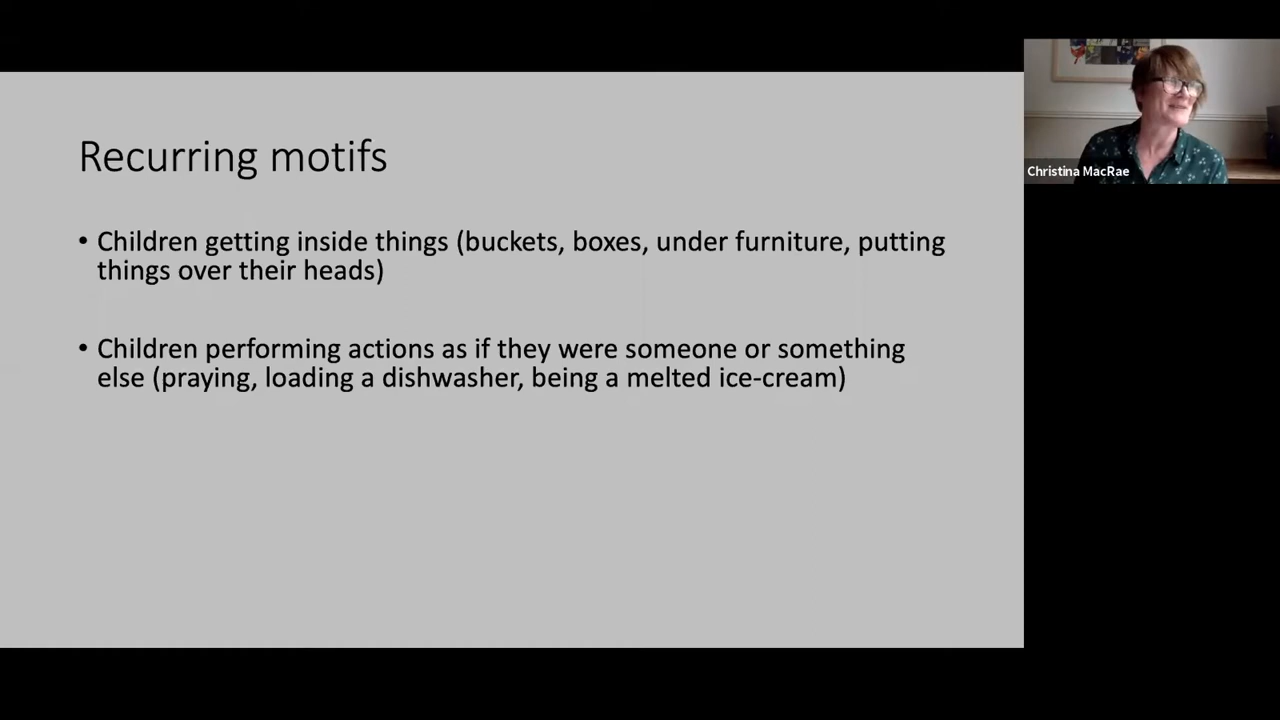 Recurring motifs
• Children getting inside things (buckets, boxes, under furniture, putting
things over their heads)
• Children performing actions as if they were someone or something
else (praying, loading a dishwasher, being a melted ice-cream)
Christina MacRae